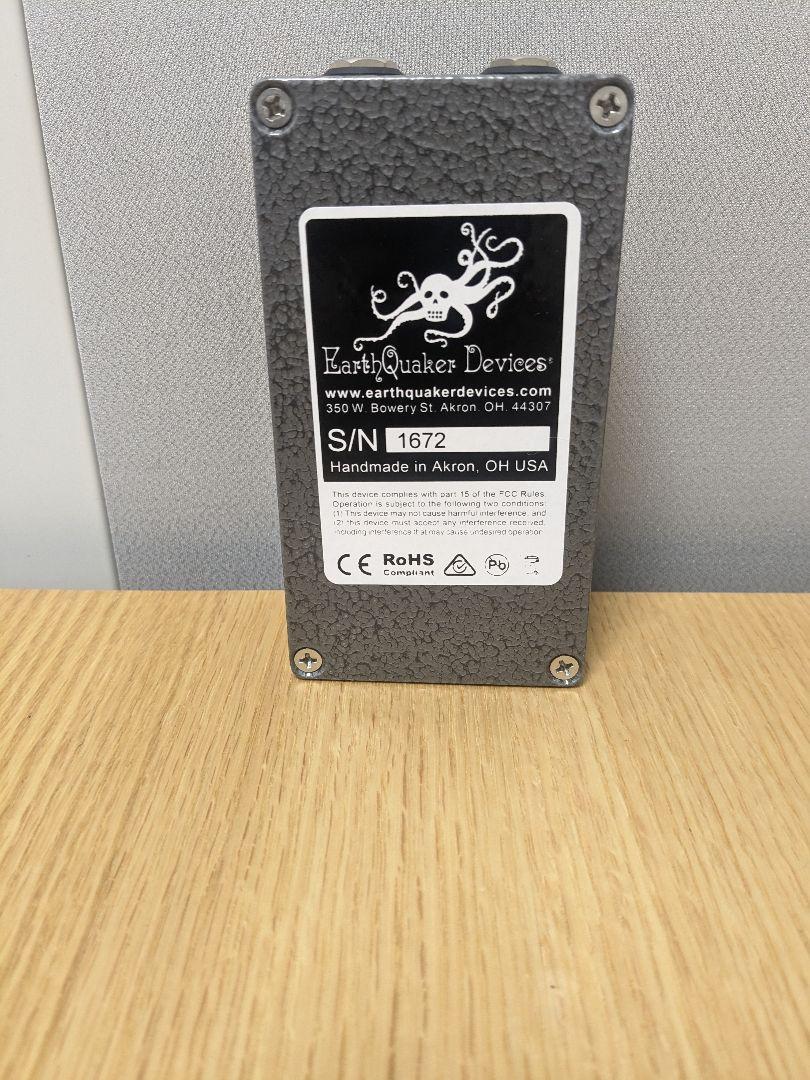 EarthQuaker Devices®
www.earthquakerdevices.com
350 W. Bowery St. Akron. OH. 44307
S/N 1672
Handmade in Akron, OH USA
This device complies with part 15 of the FCC Rules.
Operation is subject to the following two conditions:
(1) This device may not cause harmful interference, and
(2) this device must accept any interference received,
including interference that may cause undesired operation.
CE RoHS Pb
Compliant